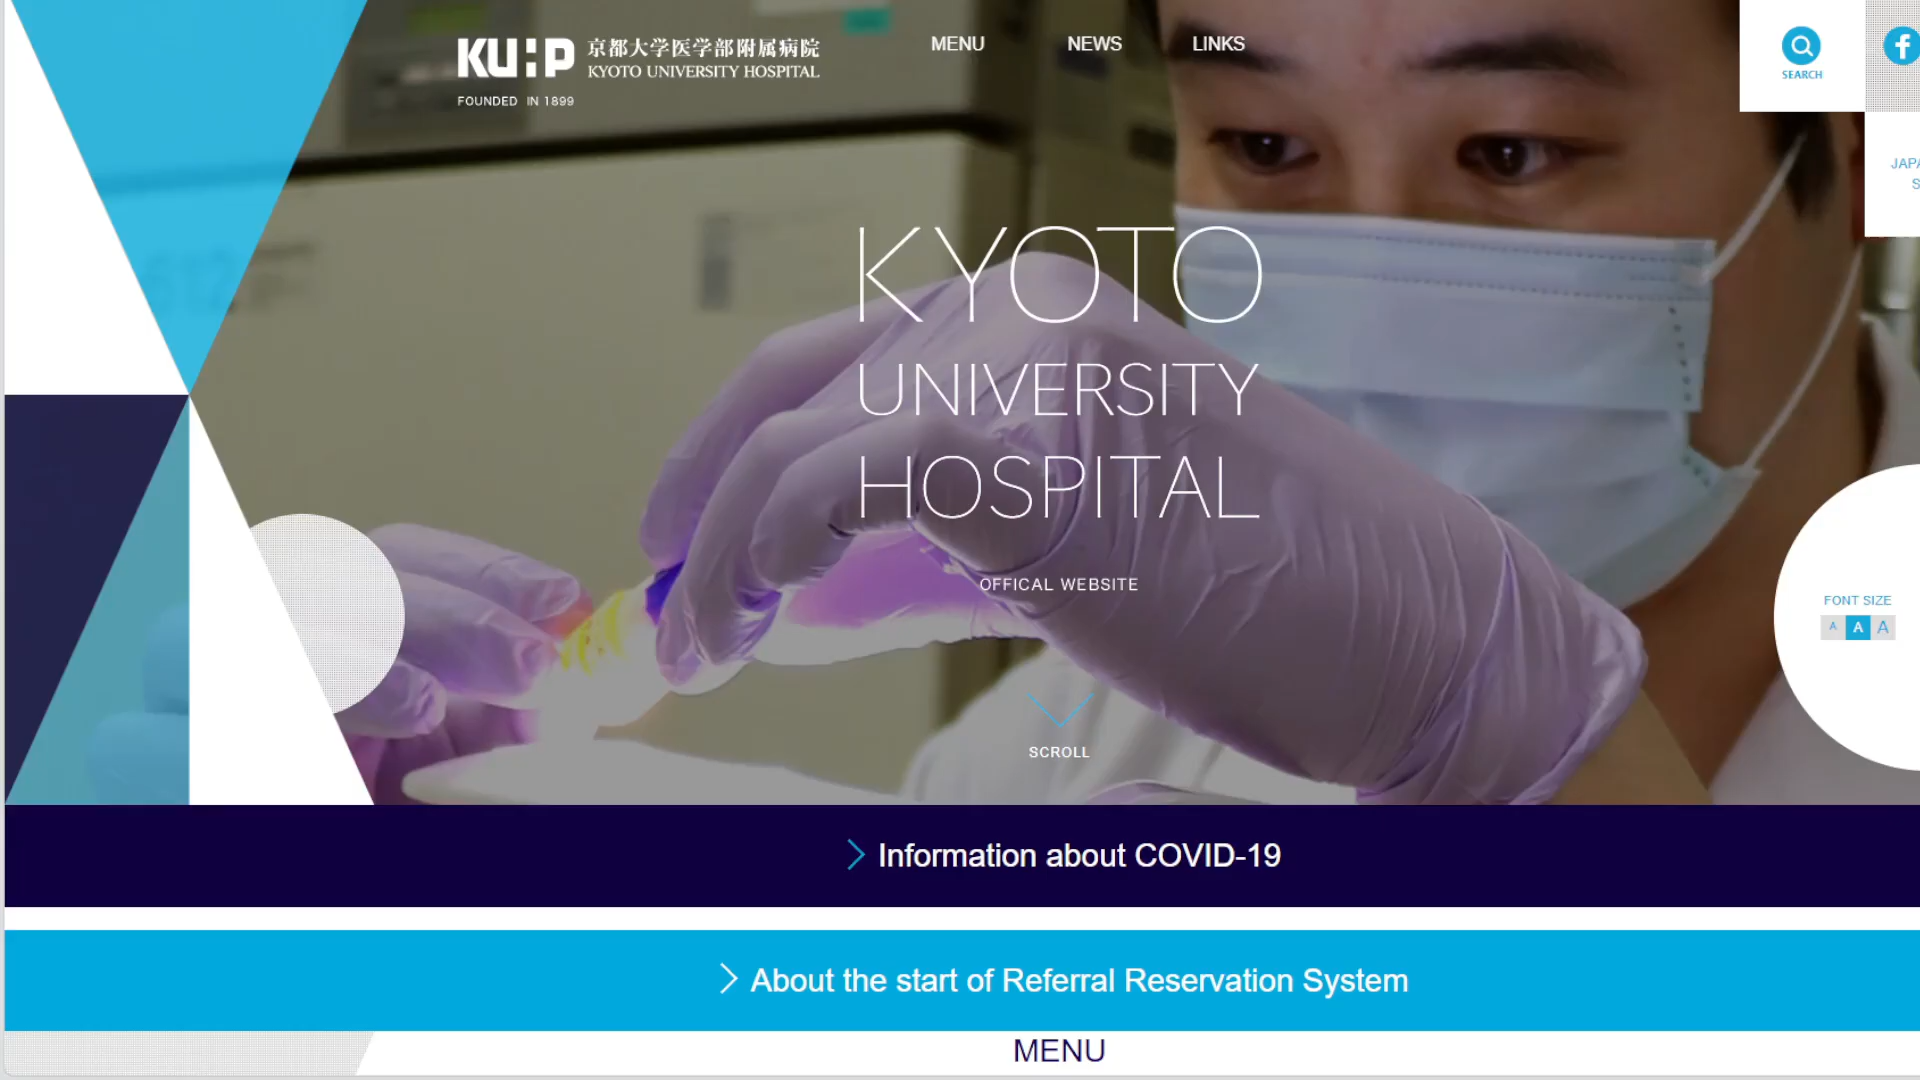 KUHP 京都大学医学部附属病院
KYOTO UNIVERSITY HOSPITAL
FOUNDED IN 1899
MENU NEWS LINKS
SEARCH
KYOTO
UNIVERSITY
HOSPITAL
OFFICAL WEBSITE
SCROLL
FONT SIZE
A A A
Information about COVID-19
About the start of Referral Reservation System
MENU